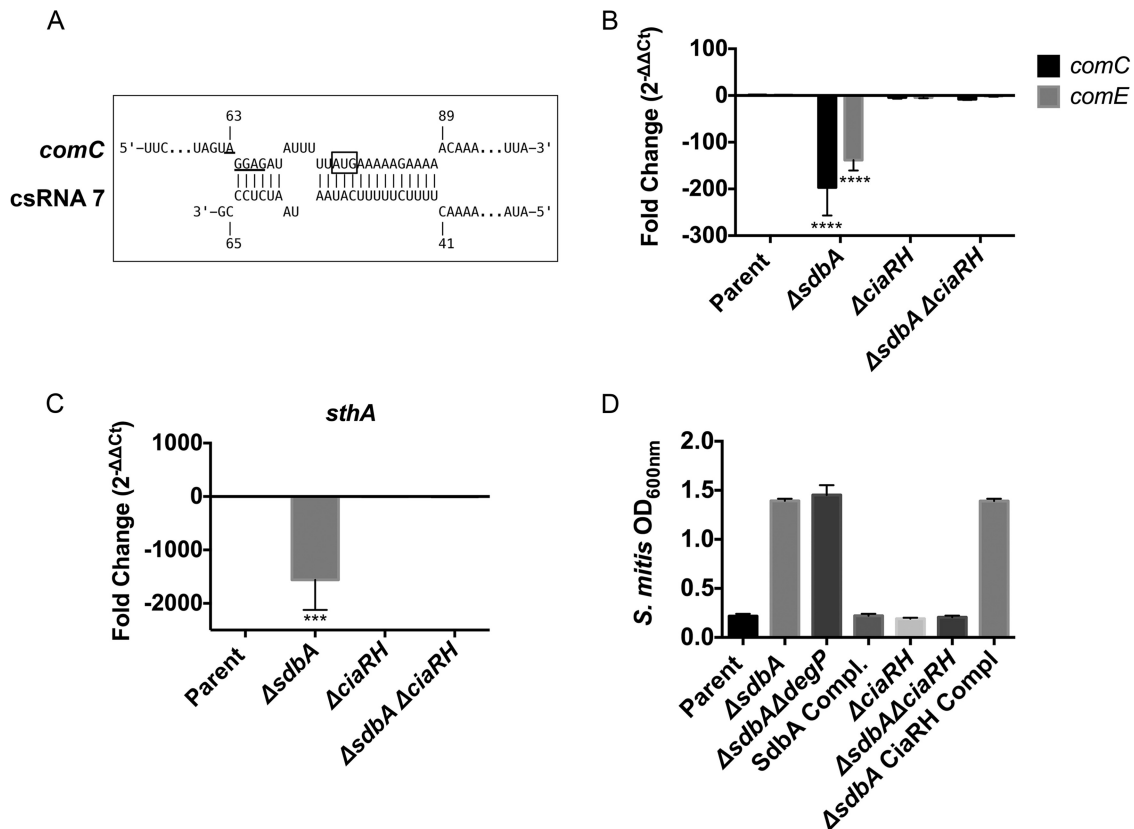 A
63 89
comC 5'-UUC...UAGUA AUUU ACAAA...UUA-3'
GGAGAU UUAUGAAAAAGAAAA
csRNA 7 CCUCUA AAUACUUUUUCUUUU
3'-GC AU CAAAA...AUA-5'
65 41
B
Fold Change (2-ΔΔCt)
100
0
-100
-200
-300
**** ****
Parent
ΔsdbA
ΔciaRH
ΔsdbA ΔciaRH
comC
comE
C
sthA
Fold Change (2-ΔΔCt)
1000
0
-1000
-2000
***
Parent
ΔsdbA
ΔciaRH
ΔsdbA ΔciaRH
D
S. mitis OD600nm
2.0
1.5
1.0
0.5
0.0
Parent
ΔsdbA
ΔsdbAΔdegP
SdbA Compl.
ΔciaRH
ΔsdbAΔciaRH
ΔsdbA CiaRH Compl